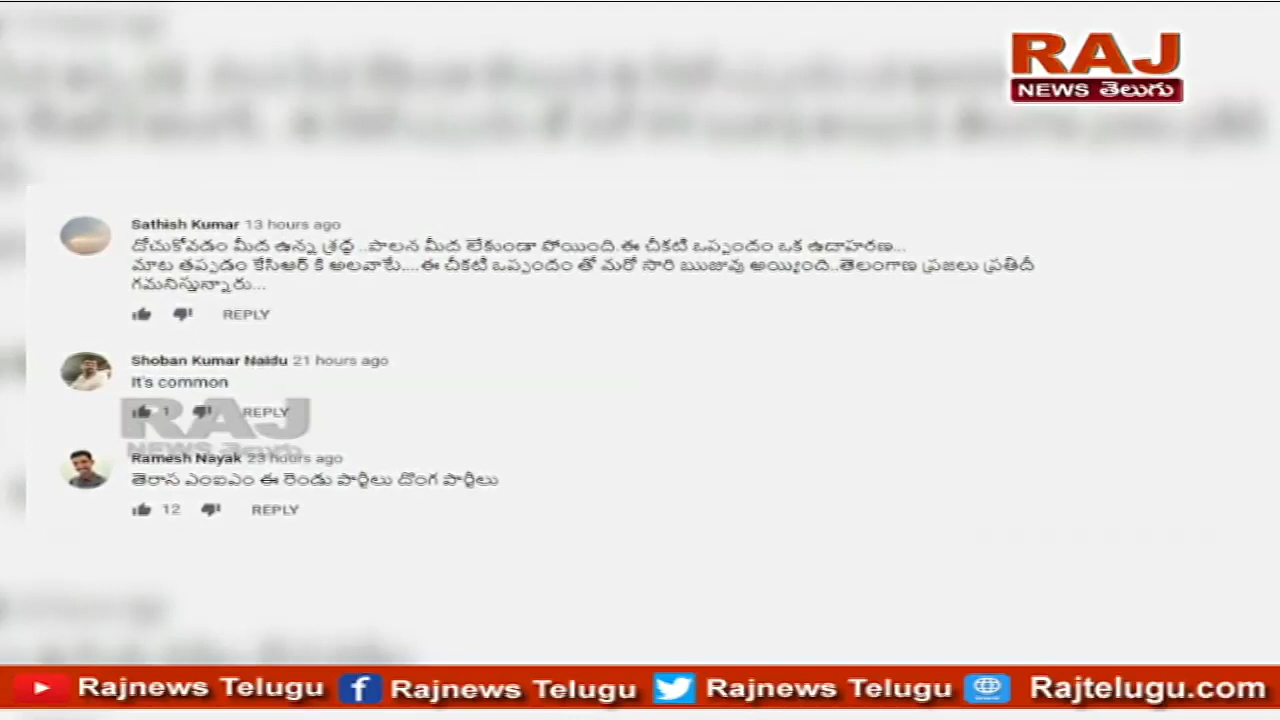 RAJ
NEWS తెలుగు
Sathish Kumar 13 hours ago
దోచుకోవడం మీద ఉన్న శ్రద్ధ ..పాలన మీద లేకుండా పోయింది.ఈ చీకటి ఒప్పందం ఒక ఉదాహరణ...
మాట తప్పడం కేసిఆర్ కి అలవాటే....ఈ చీకటి ఒప్పందం తో మరో సారి ఋజువు అయ్యింది..తెలంగాణ ప్రజలు ప్రతిదీ
గమనిస్తున్నారు...
REPLY
Shoban Kumar Naidu 21 hours ago
It's common
1 REPLY
RAJ
NEWS తెలుగు
Ramesh Nayak 23 hours ago
తెరాస ఎంఐఎం ఈ రెండు పార్టీలు దొంగ పార్టీలు
12 REPLY
Rajnews Telugu Rajnews Telugu Rajnews Telugu Rajtelugu.com